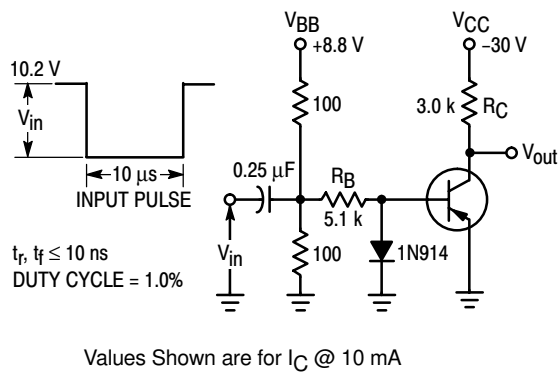 V_BB
+8.8 V
V_CC
–30 V
10.2 V
V_in
10 μs
INPUT PULSE
t_r, t_f ≤ 10 ns
DUTY CYCLE = 1.0%
100
3.0 k
R_C
V_out
0.25 μF
R_B
5.1 k
V_in
100
1N914
Values Shown are for I_C @ 10 mA